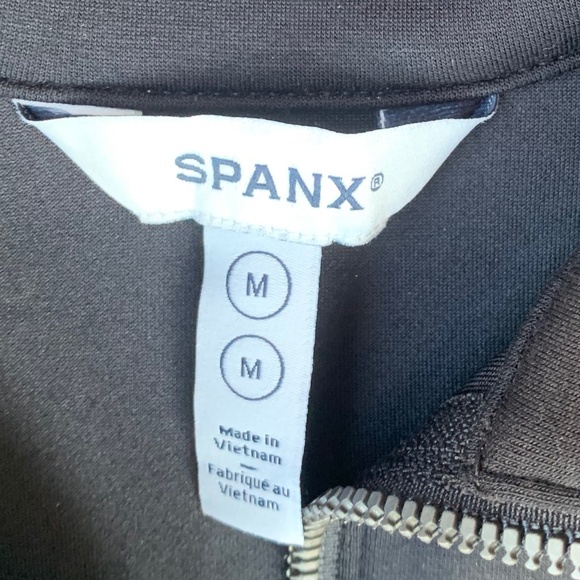 SPANX®
M
M
Made in
Vietnam
—
Fabriqué au
Vietnam